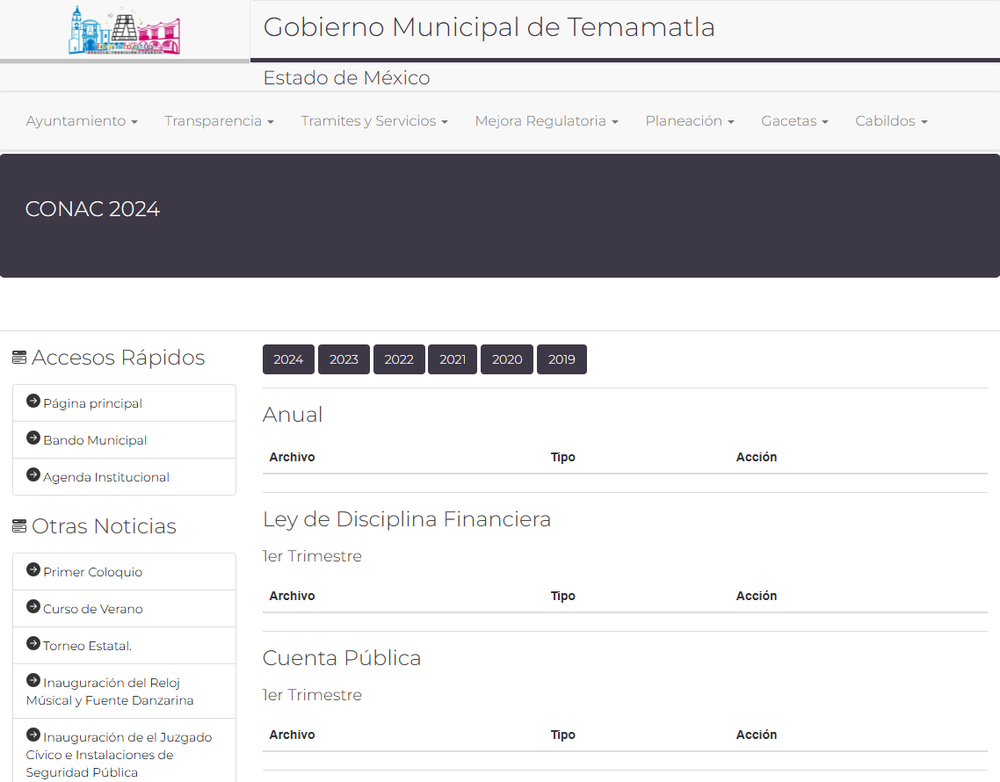 Gobierno Municipal de Temamatla
Estado de México
Ayuntamiento Transparencia Tramites y Servicios Mejora Regulatoria Planeación Gacetas Cabildos
CONAC 2024
Accesos Rápidos
Página principal
Bando Municipal
Agenda Institucional
Otras Noticias
Primer Coloquio
Curso de Verano
Torneo Estatal.
Inauguración del Reloj
Músical y Fuente Danzarina
Inauguración de el Juzgado
Cívico e Instalaciones de
Seguridad Pública
2024 2023 2022 2021 2020 2019
Anual
Archivo Tipo Acción
Ley de Disciplina Financiera
1er Trimestre
Archivo Tipo Acción
Cuenta Pública
1er Trimestre
Archivo Tipo Acción